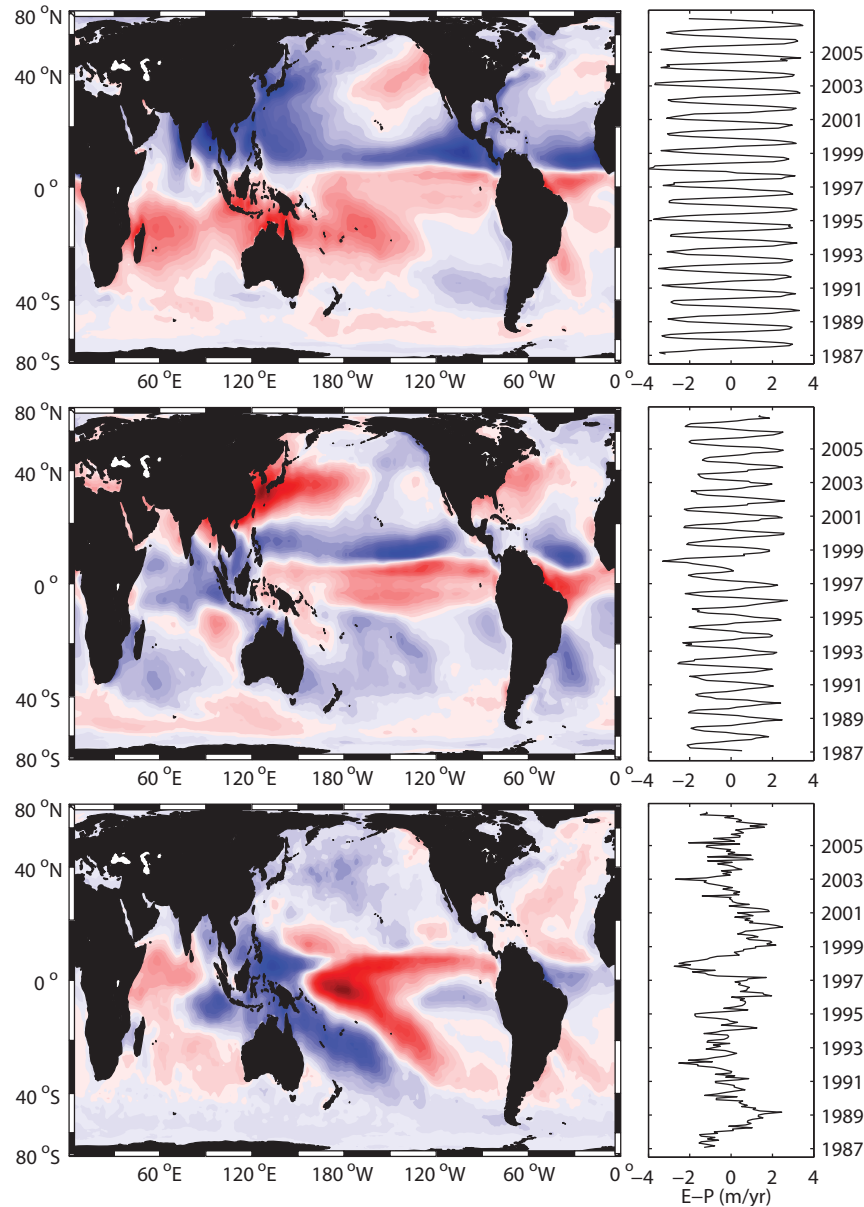 80 °N
40 °N
0 °
40 °S
80 °S
60 °E
120 °E
180 °W
120 °W
60 °W
0 °
2005
2003
2001
1999
1997
1995
1993
1991
1989
1987
−4
−2
0
2
4
80 °N
40 °N
0 °
40 °S
80 °S
60 °E
120 °E
180 °W
120 °W
60 °W
0 °
2005
2003
2001
1999
1997
1995
1993
1991
1989
1987
−4
−2
0
2
4
80 °N
40 °N
0 °
40 °S
80 °S
60 °E
120 °E
180 °W
120 °W
60 °W
0 °
2005
2003
2001
1999
1997
1995
1993
1991
1989
1987
−4
−2
0
2
4
E−P (m/yr)